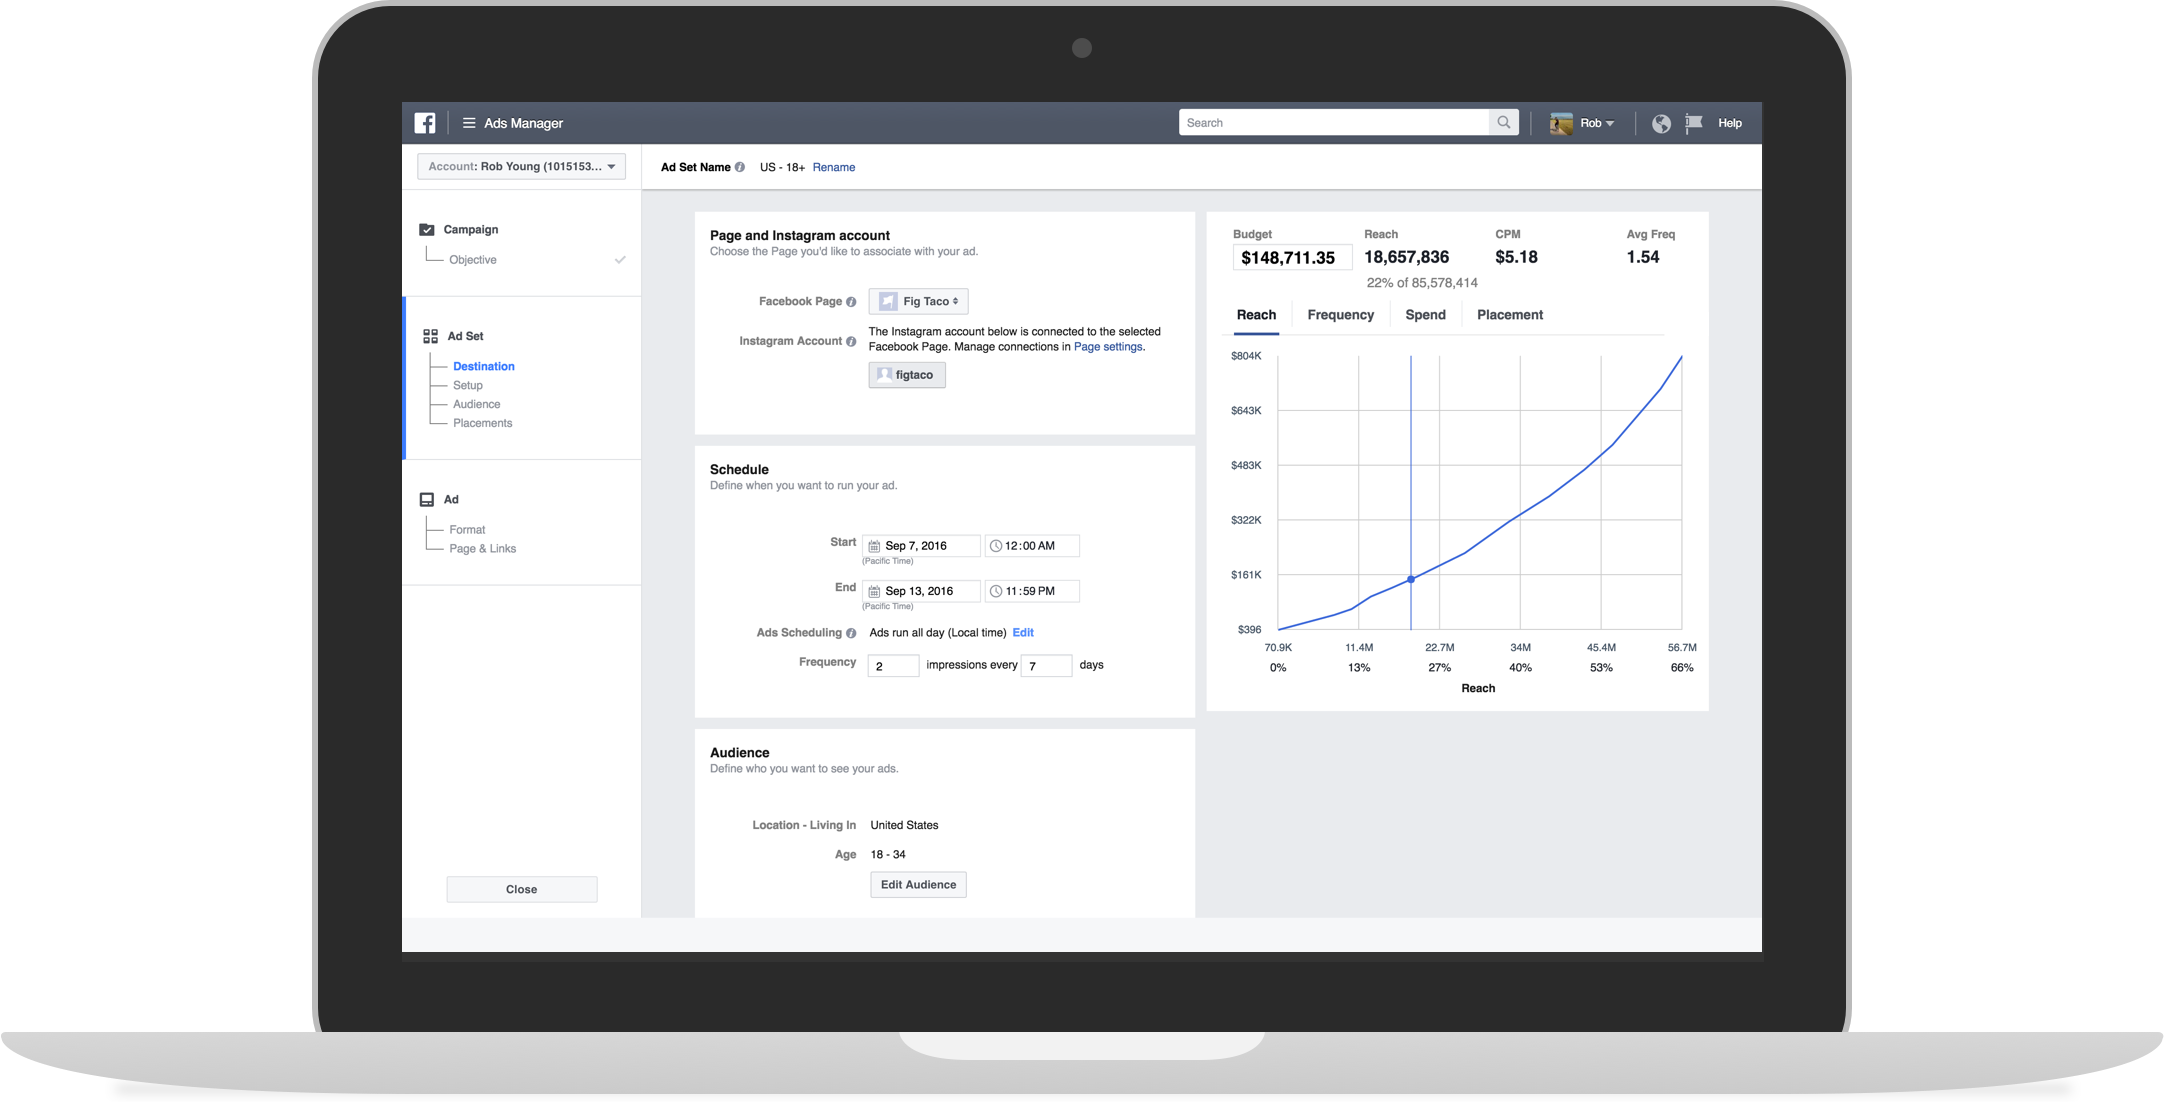 Ads Manager
Search
Rob
Help
Account: Rob Young (1015153...
Ad Set Name US - 18+ Rename
Campaign
Objective
Ad Set
Destination
Setup
Audience
Placements
Ad
Format
Page & Links
Close
Page and Instagram account
Choose the Page you'd like to associate with your ad.
Facebook Page Fig Taco
Instagram Account
The Instagram account below is connected to the selected
Facebook Page. Manage connections in Page settings.
figtaco
Schedule
Define when you want to run your ad.
Start Sep 7, 2016 12:00 AM
(Pacific Time)
End Sep 13, 2016 11:59 PM
(Pacific Time)
Ads Scheduling Ads run all day (Local time) Edit
Frequency 2 impressions every 7 days
Audience
Define who you want to see your ads.
Location - Living In United States
Age 18 - 34
Edit Audience
Budget Reach CPM Avg Freq
$148,711.35 18,657,836 $5.18 1.54
22% of 85,578,414
Reach Frequency Spend Placement
$804K
$643K
$483K
$322K
$161K
$396
70.9K 11.4M 22.7M 34M 45.4M 56.7M
0% 13% 27% 40% 53% 66%
Reach